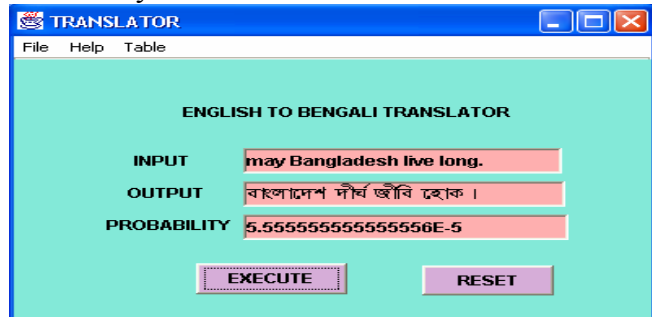 TRANSLATOR
File Help Table
ENGLISH TO BENGALI TRANSLATOR
INPUT may Bangladesh live long.
OUTPUT বাংলাদেশ দীর্ঘ জীবি হোক ।
PROBABILITY 5.555555555555556E-5
EXECUTE RESET